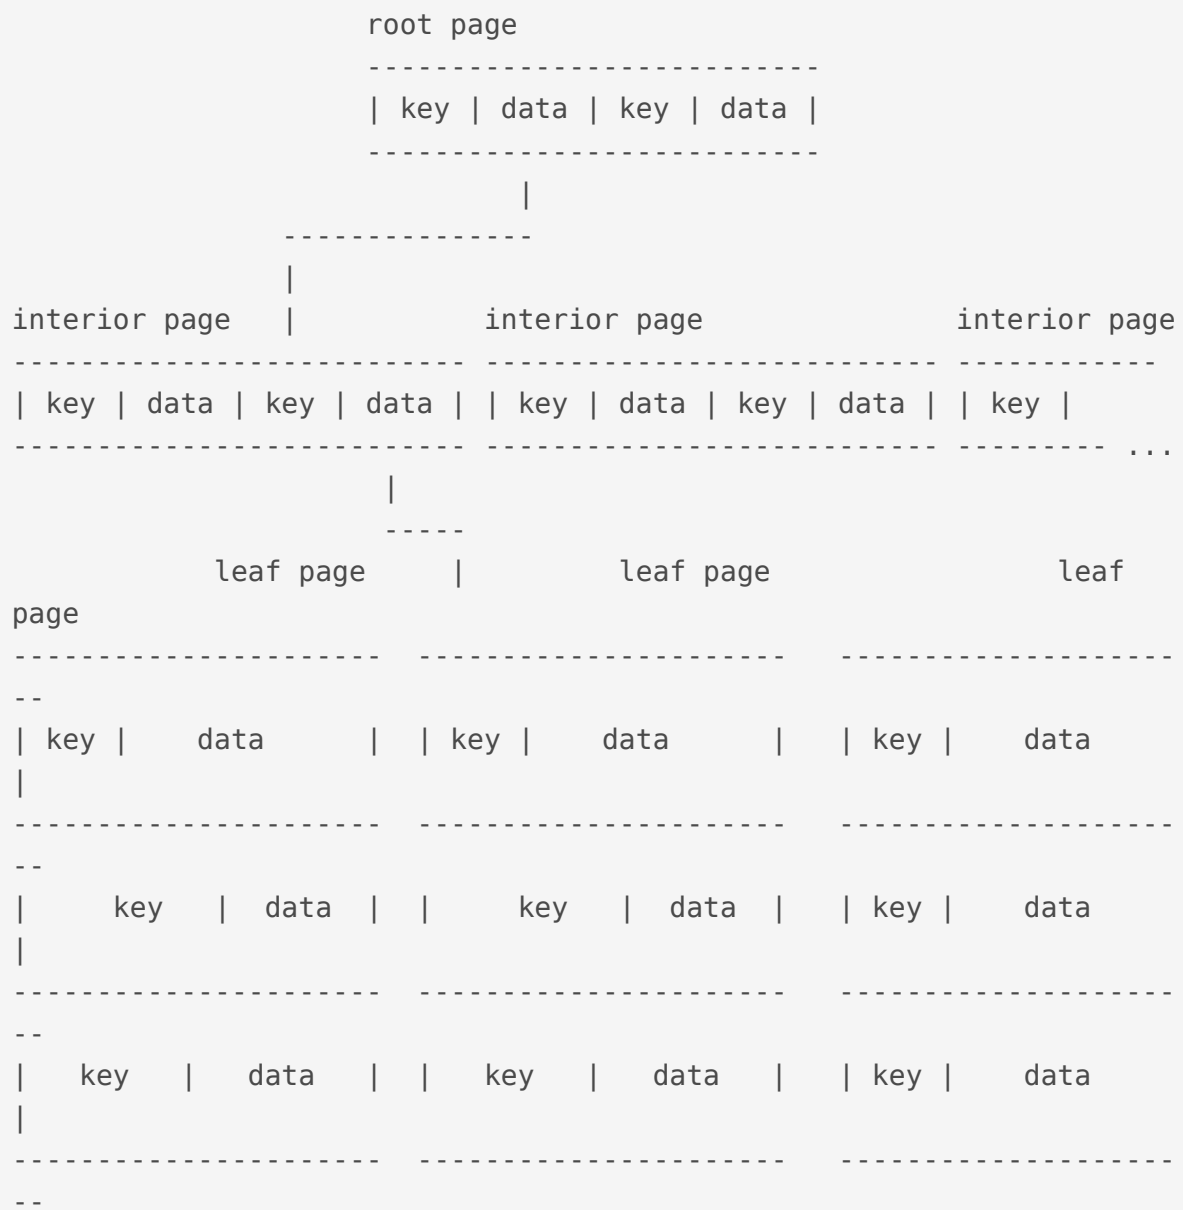 root page
                     ---------------------------
                     | key | data | key | data |
                     ---------------------------
                              |
                ---------------
                |
interior page   |           interior page               interior page
--------------------------- --------------------------- ------------
| key | data | key | data | | key | data | key | data | | key |
--------------------------- --------------------------- --------- ...
                      |
                      -----
            leaf page     |         leaf page                 leaf
page
----------------------  ----------------------   --------------------
--
| key |    data      |  | key |    data      |   | key |    data
|
----------------------  ----------------------   --------------------
--
|     key   |  data  |  |     key   |  data  |   | key |    data
|
----------------------  ----------------------   --------------------
--
|   key   |   data   |  |   key   |   data   |   | key |    data
|
----------------------  ----------------------   --------------------
--